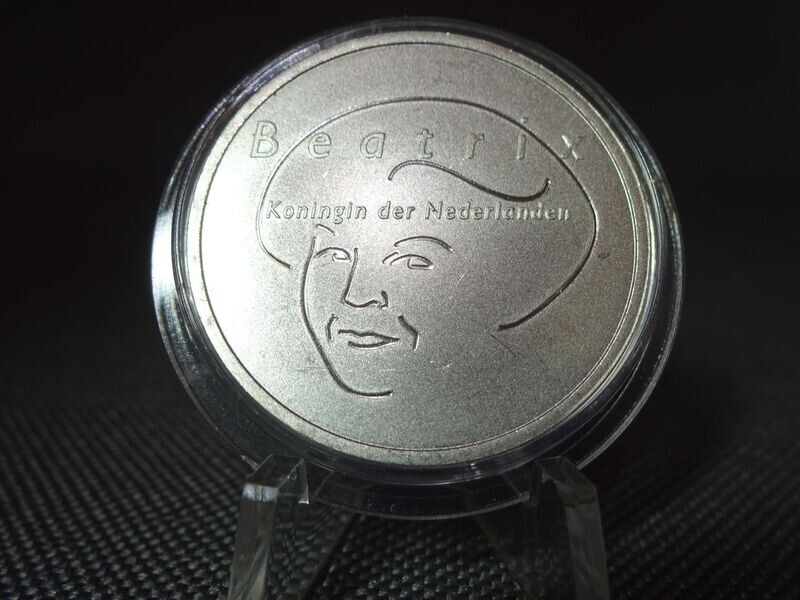 Beatrix
Koningin der Nederlanden